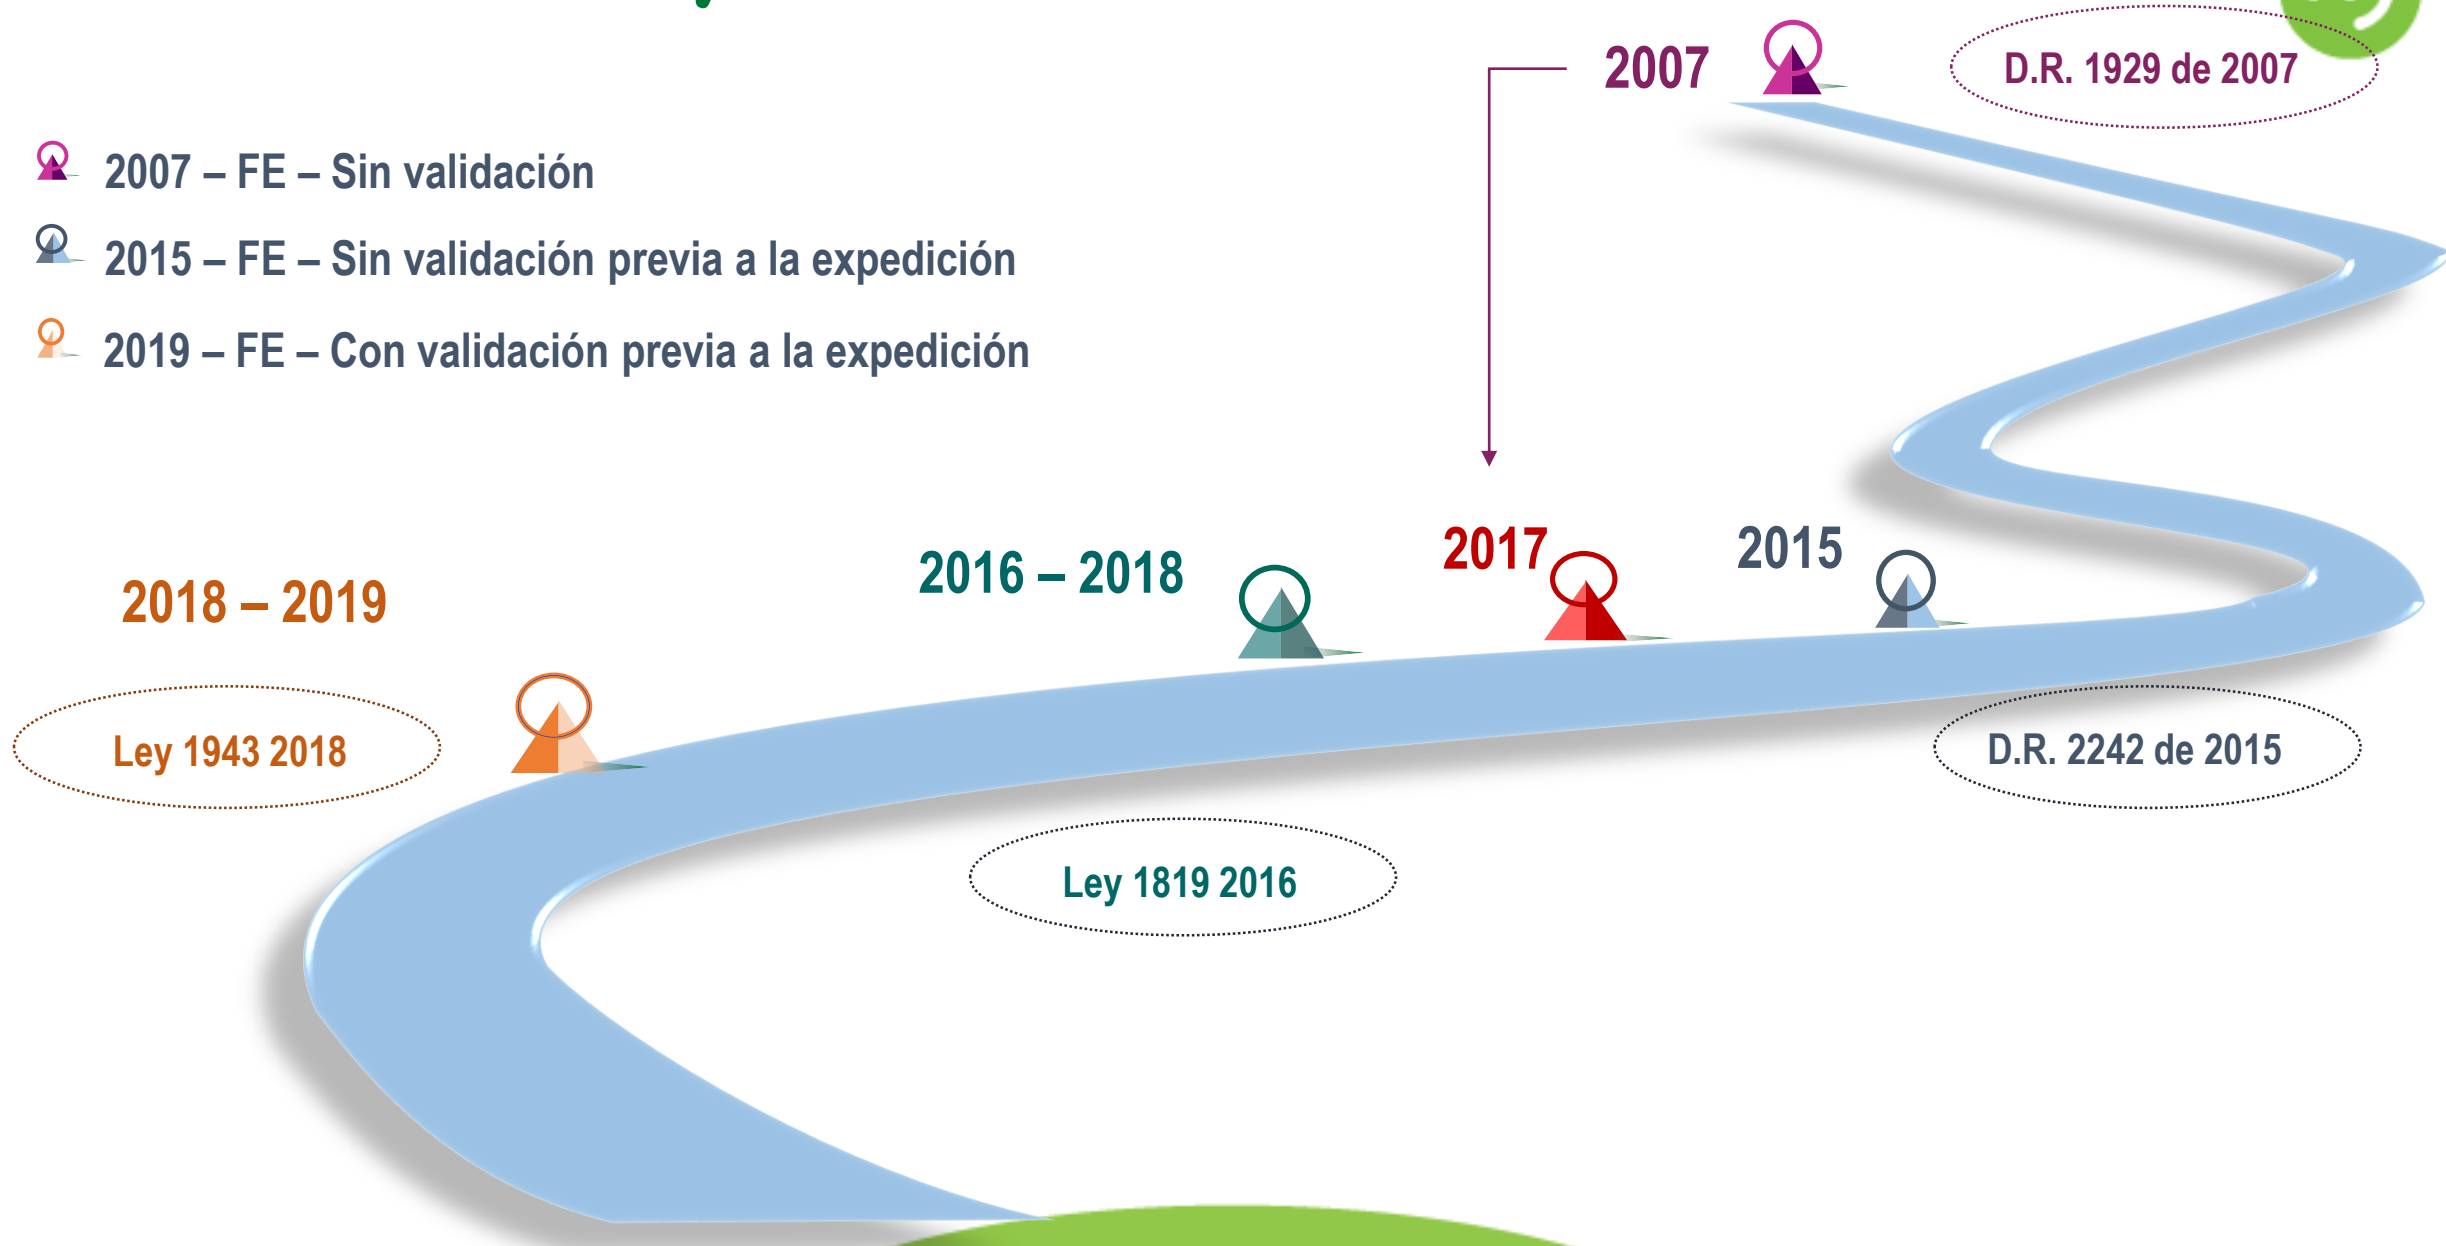 2007
D.R. 1929 de 2007
2007 – FE – Sin validación
2015 – FE – Sin validación previa a la expedición
2019 – FE – Con validación previa a la expedición
2018 – 2019
2016 – 2018
2017
2015
Ley 1943 2018
D.R. 2242 de 2015
Ley 1819 2016